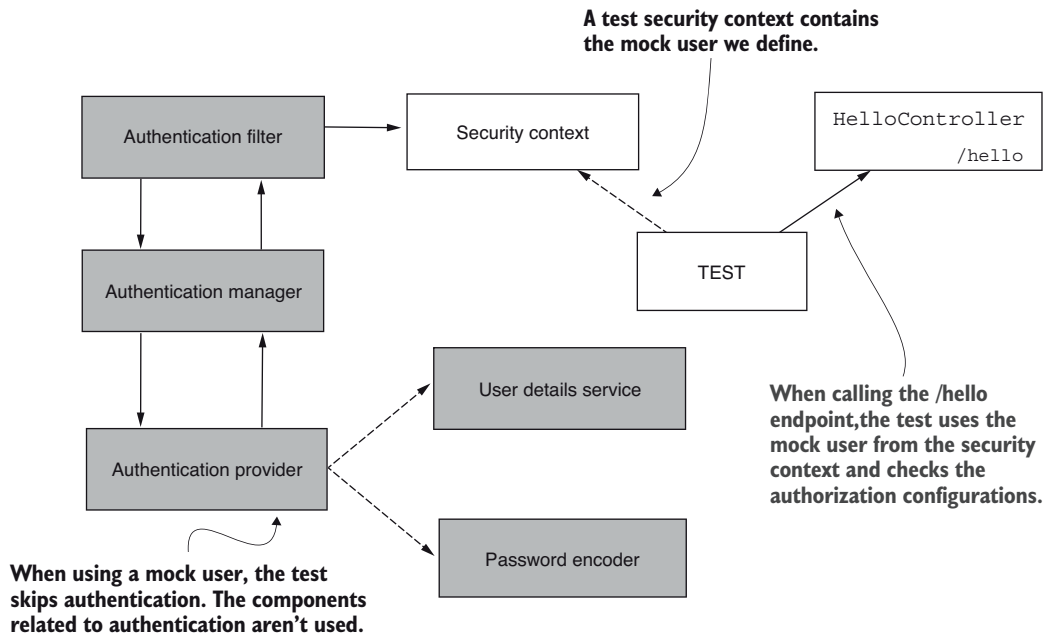 A test security context contains
the mock user we define.
Authentication filter
Security context
HelloController
/hello
TEST
Authentication manager
User details service
When calling the /hello
endpoint,the test uses the
mock user from the security
context and checks the
authorization configurations.
Authentication provider
Password encoder
When using a mock user, the test
skips authentication. The components
related to authentication aren’t used.